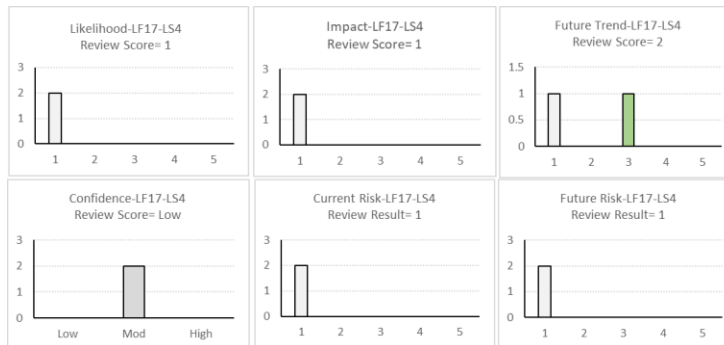 Likelihood-LF17-LS4
Review Score= 1
3
2
1
0
1 2 3 4 5
Impact-LF17-LS4
Review Score= 1
3
2
1
0
1 2 3 4 5
Future Trend-LF17-LS4
Review Score= 2
1.5
1
0.5
0
1 2 3 4 5
Confidence-LF17-LS4
Review Score= Low
3
2
1
0
Low Mod High
Current Risk-LF17-LS4
Review Result= 1
3
2
1
0
1 2 3 4 5
Future Risk-LF17-LS4
Review Result= 1
3
2
1
0
1 2 3 4 5